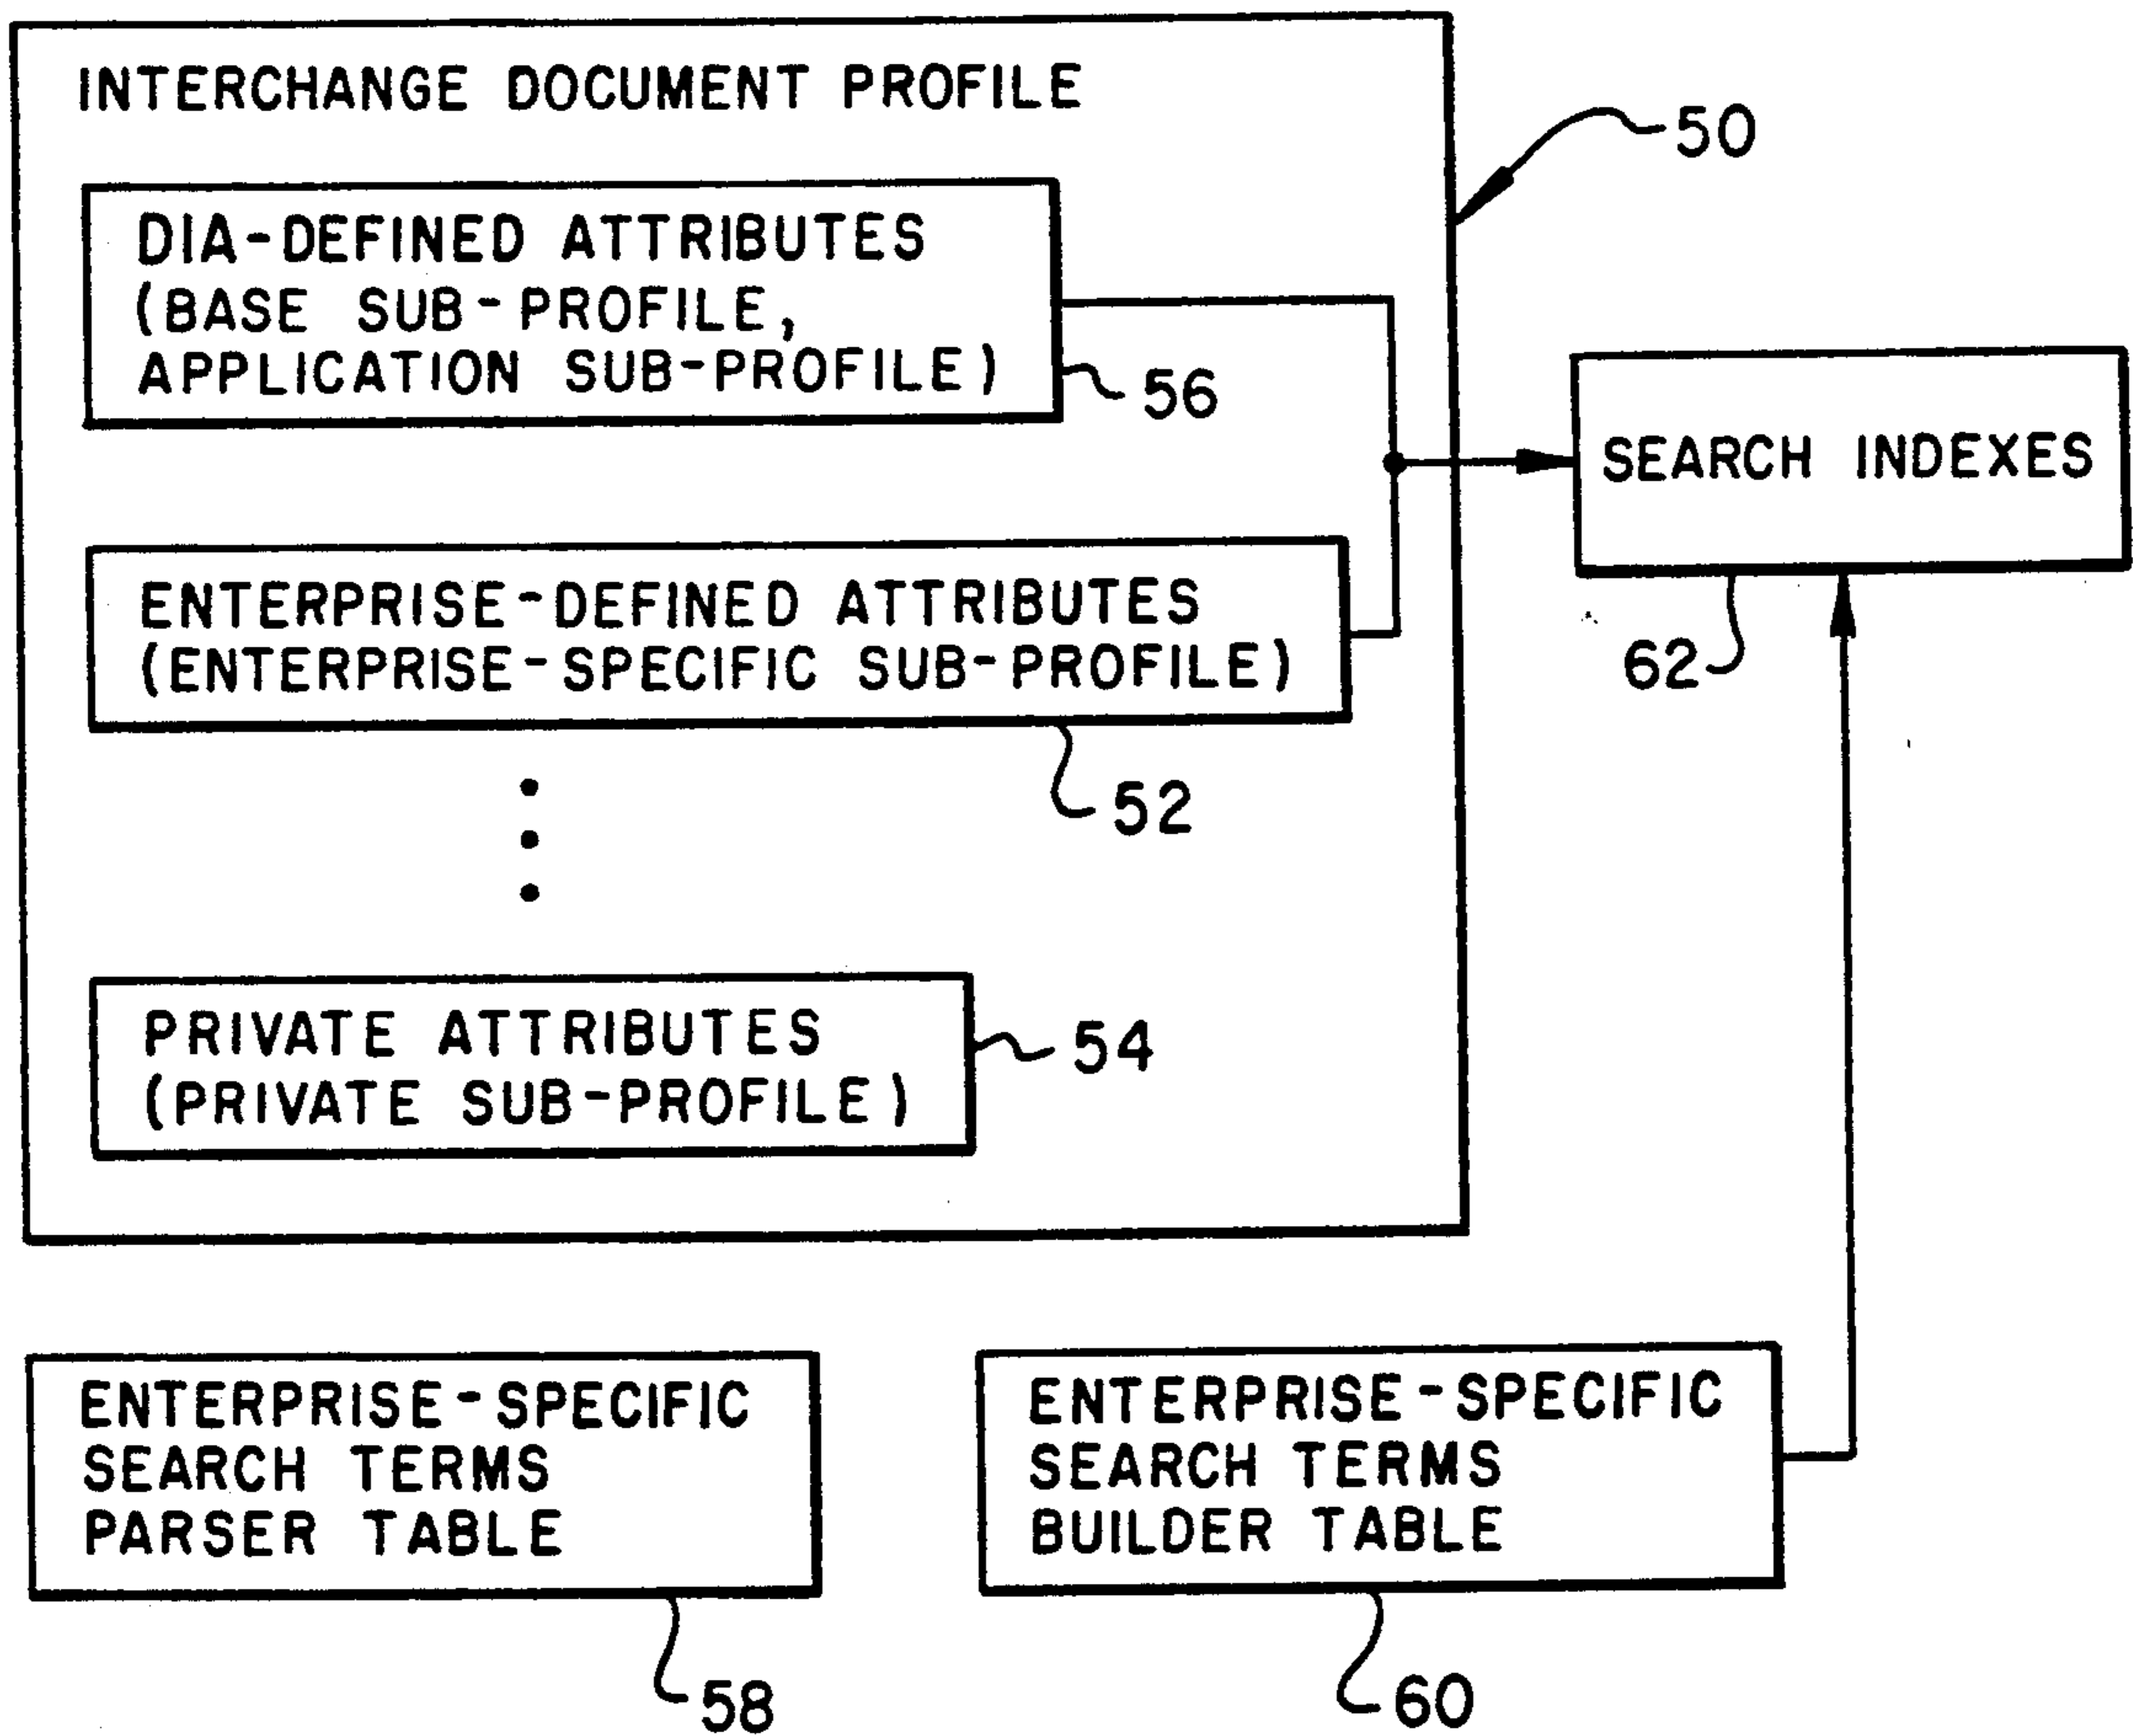 INTERCHANGE DOCUMENT PROFILE
50
DIA-DEFINED ATTRIBUTES
(BASE SUB-PROFILE,
APPLICATION SUB-PROFILE)
56
SEARCH INDEXES
62
ENTERPRISE-DEFINED ATTRIBUTES
(ENTERPRISE-SPECIFIC SUB-PROFILE)
52
PRIVATE ATTRIBUTES
(PRIVATE SUB-PROFILE)
54
ENTERPRISE-SPECIFIC
SEARCH TERMS
PARSER TABLE
58
ENTERPRISE-SPECIFIC
SEARCH TERMS
BUILDER TABLE
60